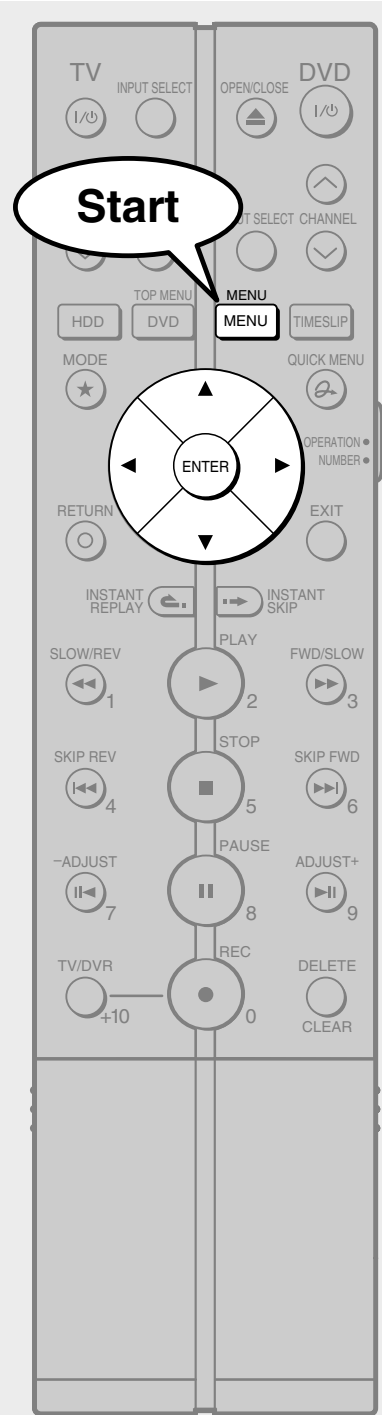 TV
DVD
INPUT SELECT
OPEN/CLOSE
I/
I/
Start
UT SELECT
CHANNEL
TOP MENU
MENU
HDD
DVD
MENU
TIMESLIP
MODE
QUICK MENU
ENTER
OPERATION
NUMBER
RETURN
EXIT
INSTANT
REPLAY
INSTANT
SKIP
SLOW/REV
PLAY
FWD/SLOW
1
2
3
SKIP REV
STOP
SKIP FWD
4
5
6
–ADJUST
PAUSE
ADJUST+
7
8
9
TV/DVR
REC
DELETE
+10
0
CLEAR